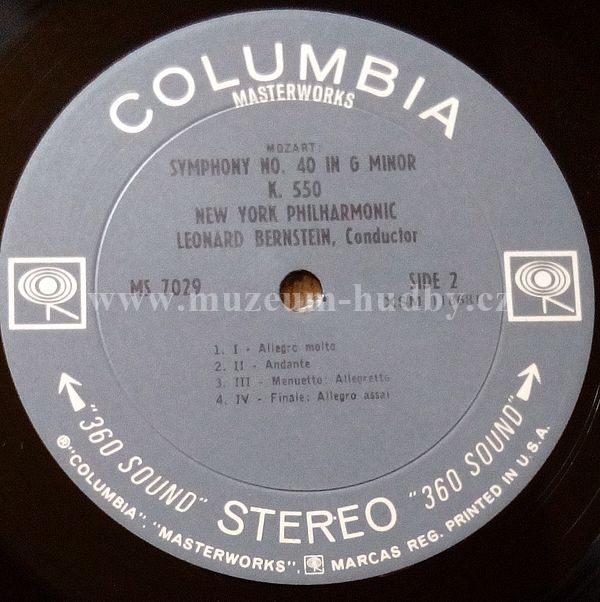 COLUMBIA
MASTERWORKS
MOZART:
SYMPHONY NO. 40 IN G MINOR
K. 550
NEW YORK PHILHARMONIC
LEONARD BERNSTEIN, Conductor
MS 7029
SIDE 2
www.muzeum-hudby.cz
1. I - Allegro molto
2. II - Andante
3. III - Menuetto: Allegretto
4. IV - Finale: Allegro assai
"360 SOUND" STEREO "360 SOUND"
® "COLUMBIA", "MASTERWORKS", MARCAS REG. PRINTED IN U.S.A.